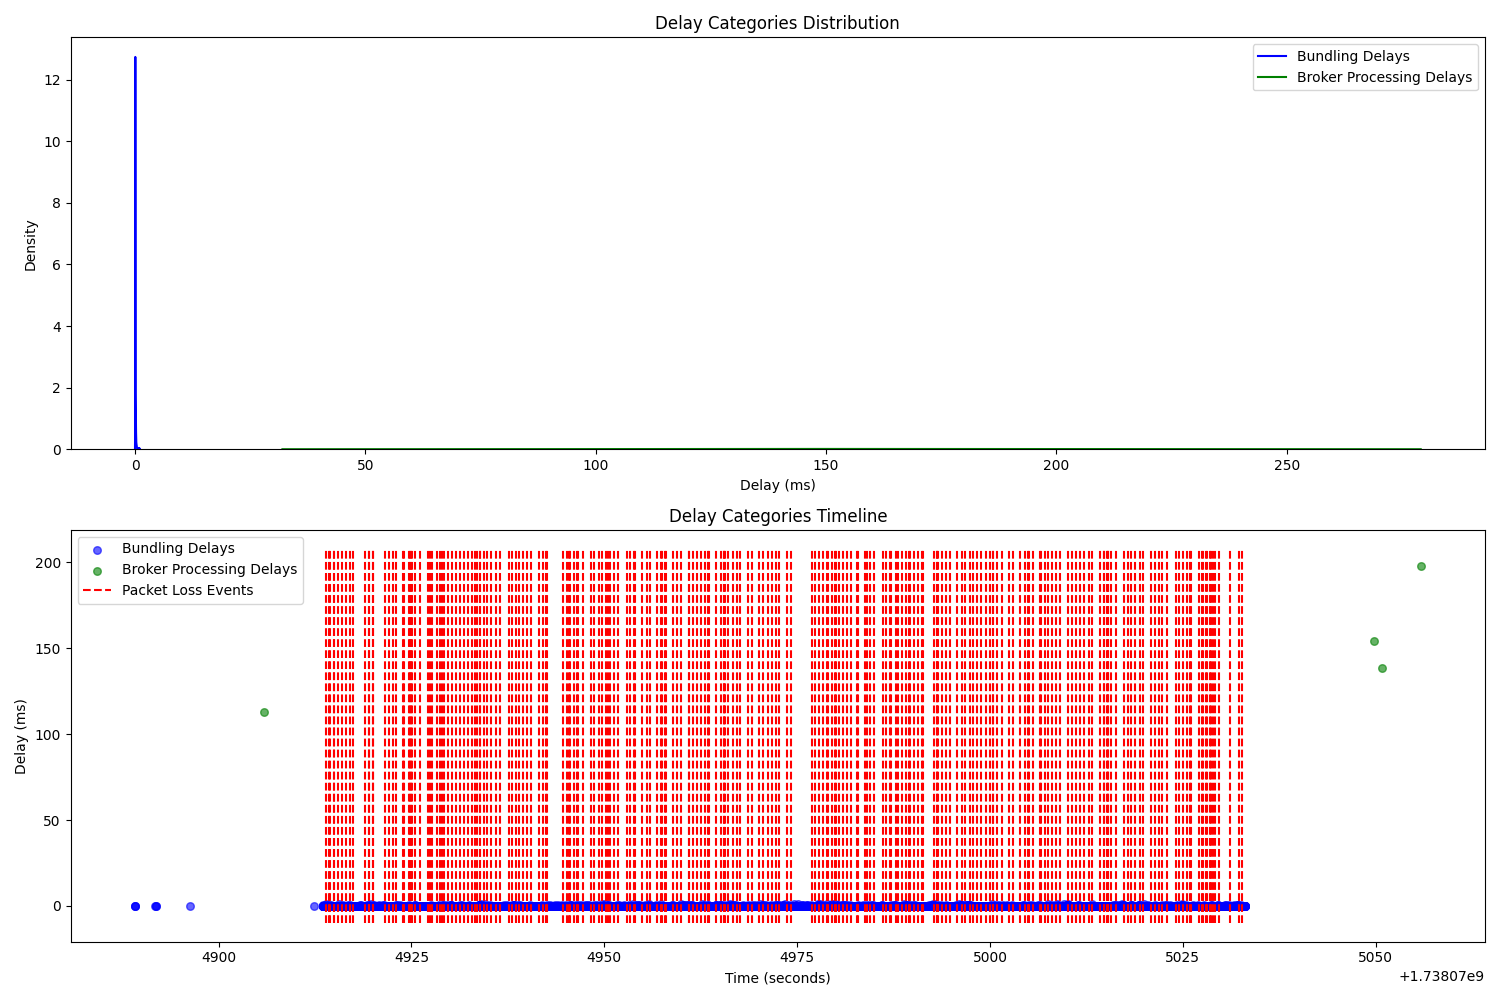 Delay Categories Distribution
Bundling Delays
Broker Processing Delays
12
10
8
6
4
2
0
Density
0 50 100 150 200 250
Delay (ms)
Delay Categories Timeline
Bundling Delays
Broker Processing Delays
Packet Loss Events
200
150
100
50
0
Delay (ms)
4900 4925 4950 4975 5000 5025 5050
+1.73807e9
Time (seconds)